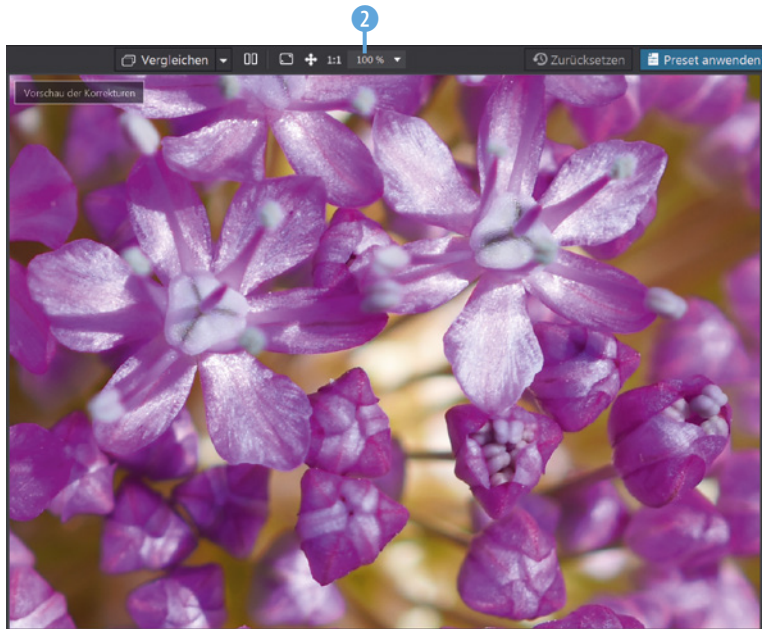 2
Vergleichen 1:1 100 % Zurücksetzen Preset anwenden
Vorschau der Korrekturen